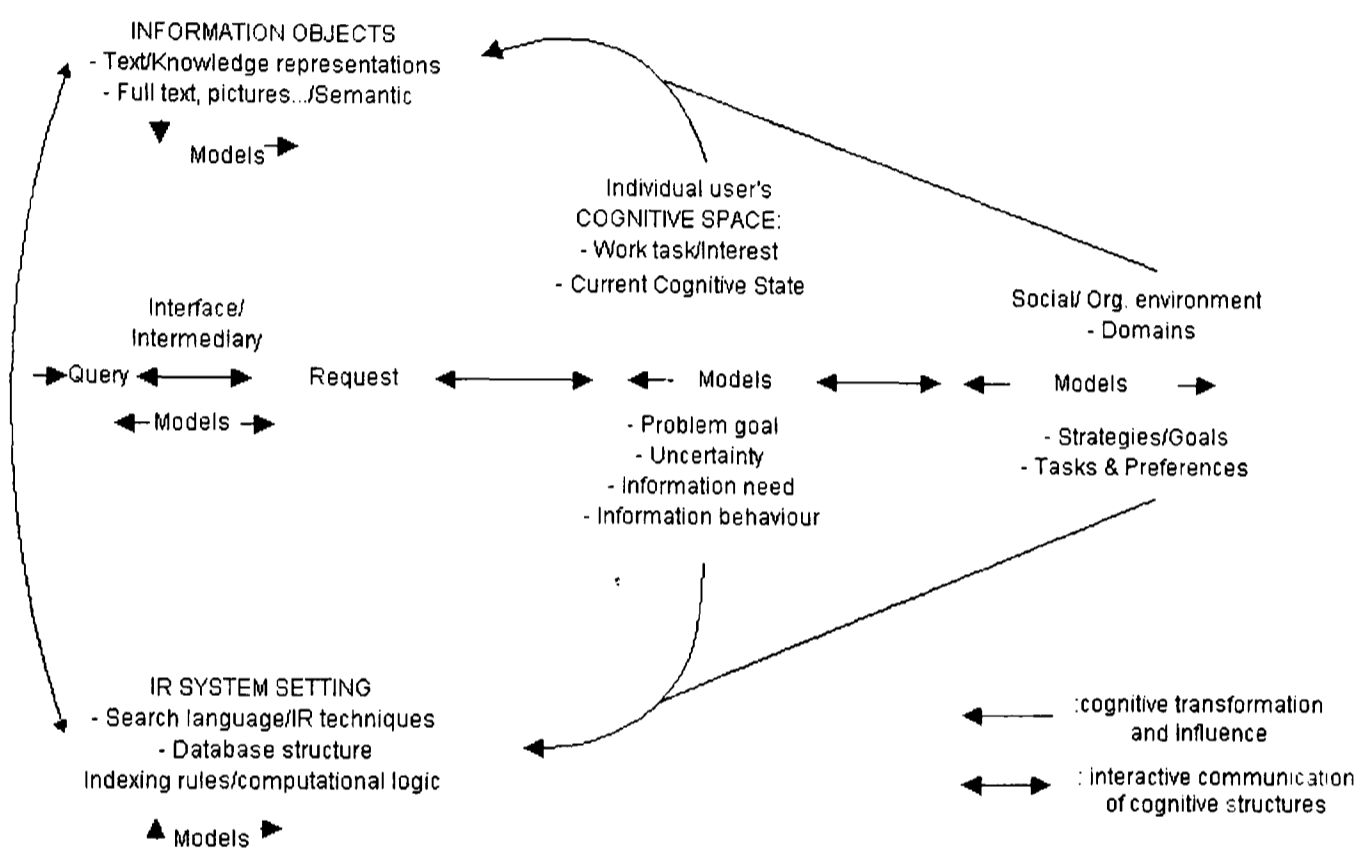 INFORMATION OBJECTS
- Text/Knowledge representations
- Full text, pictures.../Semantic
Models
Individual user's
COGNITIVE SPACE:
- Work task/Interest
- Current Cognitive State
Interface/
Intermediary
Social/ Org. environment
- Domains
Query
Request
Models
Models
Models
- Problem goal
- Uncertainty
- Information need
- Information behaviour
- Strategies/Goals
- Tasks & Preferences
IR SYSTEM SETTING
- Search language/IR techniques
- Database structure
Indexing rules/computational logic
Models
:cognitive transformation
and Influence
: interactive communication
of cognitive structures